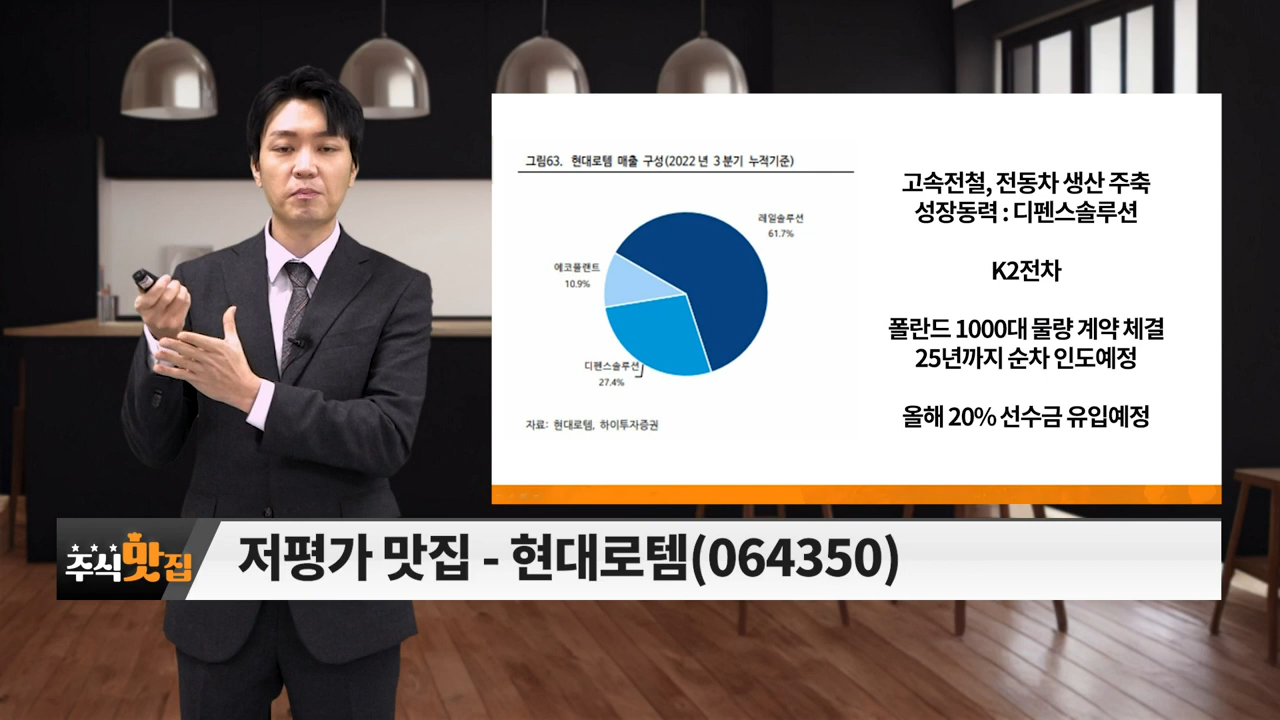 그림63. 현대로템 매출 구성(2022년 3분기 누적기준)
레일솔루션
61.7%
에코플랜트
10.9%
디펜스솔루션
27.4%
자료: 현대로템, 하이투자증권
고속전철, 전동차 생산 주축
성장동력 : 디펜스솔루션
K2전차
폴란드 1000대 물량 계약 체결
25년까지 순차 인도예정
올해 20% 선수금 유입예정
주식맛집
저평가 맛집 - 현대로템(064350)